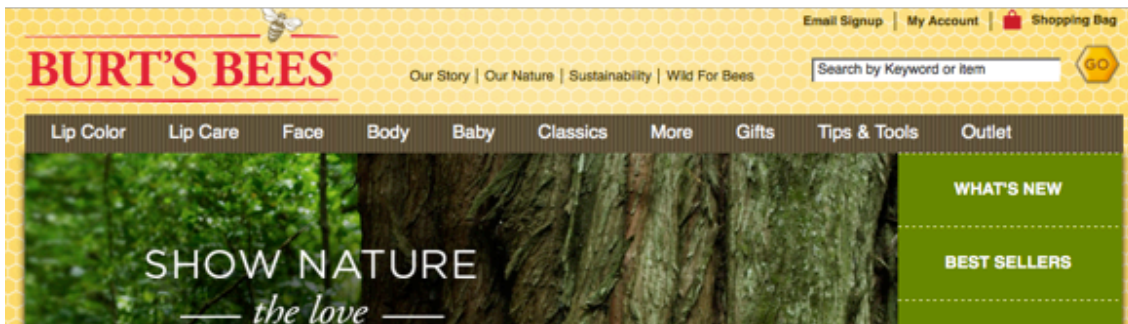 Email Signup | My Account | Shopping Bag
BURT'S BEES
Our Story | Our Nature | Sustainability | Wild For Bees
Search by Keyword or item
GO
Lip Color Lip Care Face Body Baby Classics More Gifts Tips & Tools Outlet
WHAT'S NEW
SHOW NATURE
the love
BEST SELLERS